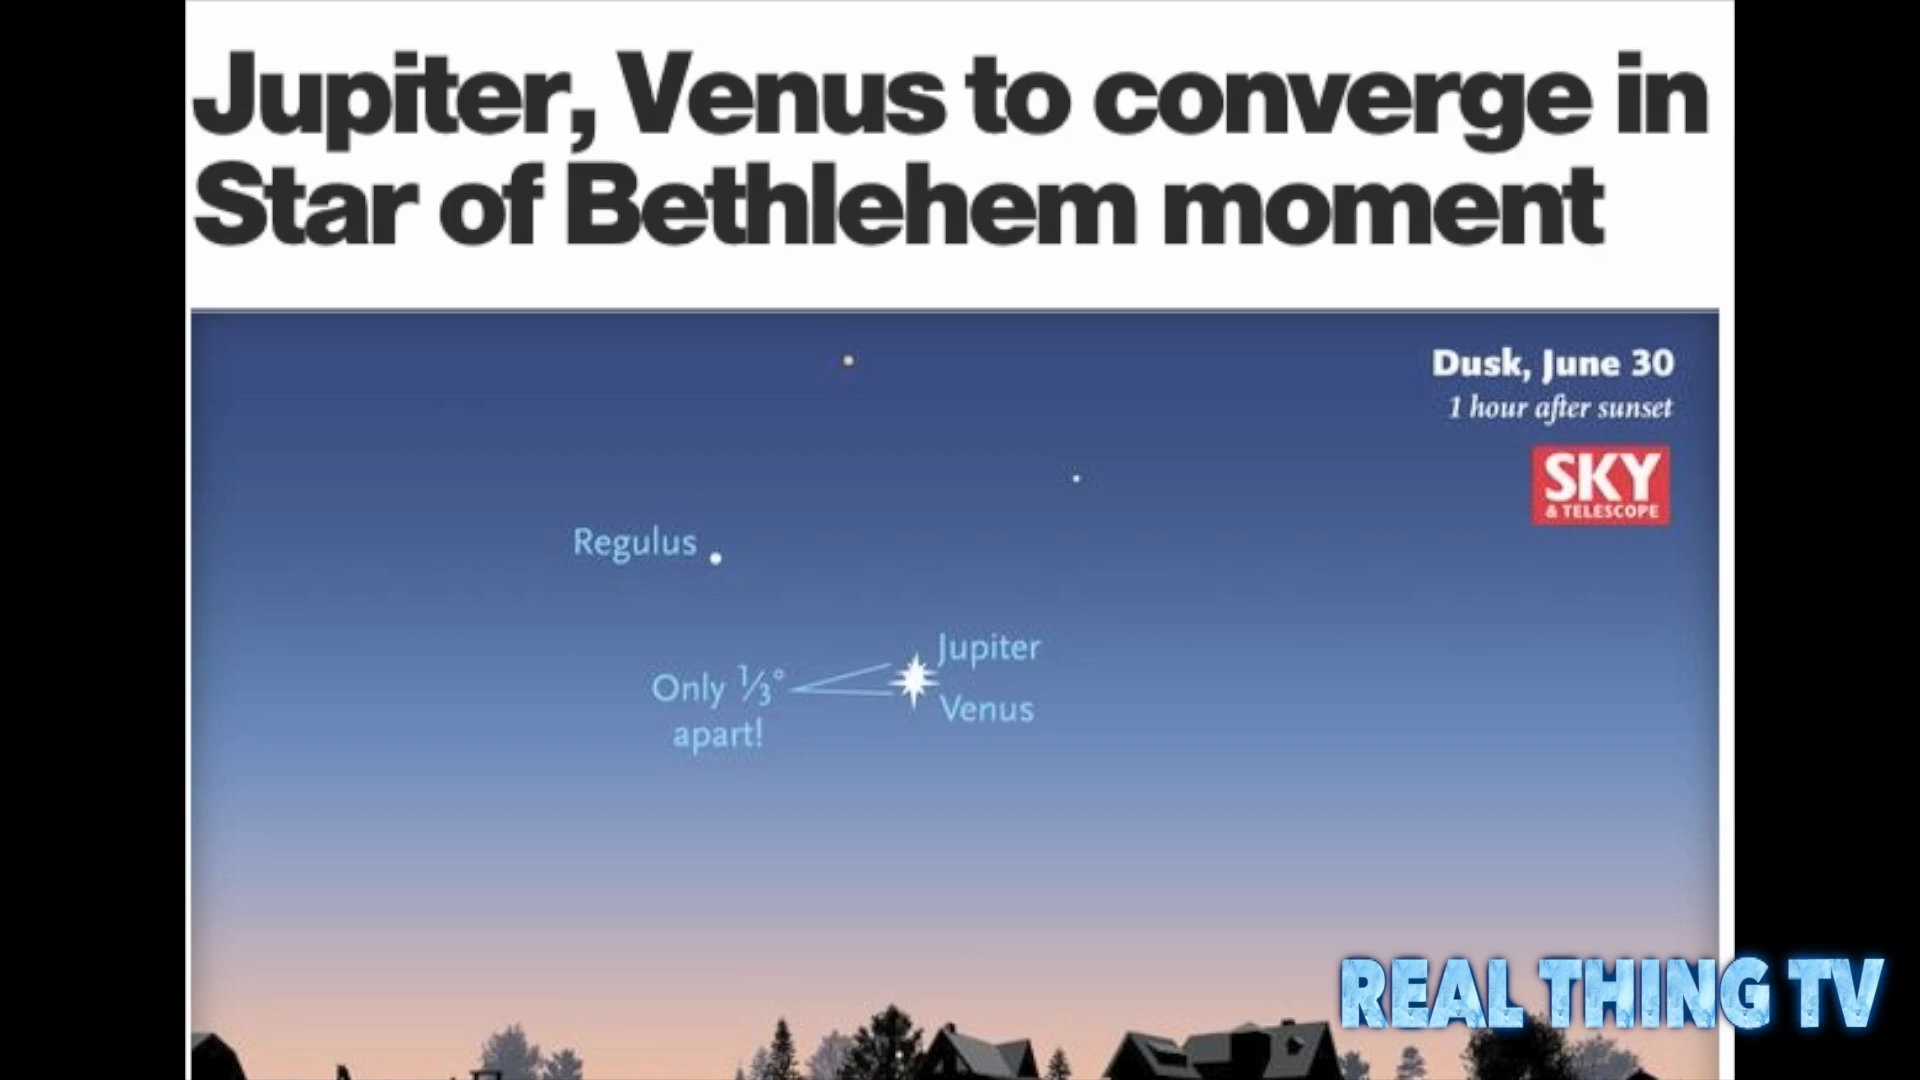 Jupiter, Venus to converge in
Star of Bethlehem moment
Dusk, June 30
1 hour after sunset
SKY
& TELESCOPE
Regulus
Jupiter
Only 1/3°
apart!
Venus
REAL THING TV